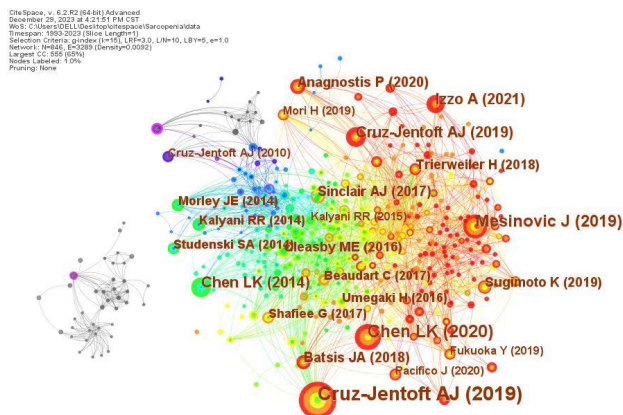 CiteSpace, v. 6.2.R2 (64-bit) Advanced
December 29, 2023 at 4:21:51 PM CST
WoS: C:\Users\DELL\Desktop\citespace\Sarcopenia\data
Timespan: 1993-2023 (Slice Length=1)
Selection Criteria: g-index (k=15), LRF=3.0, L/N=10, LBY=5, e=1.0
Network: N=846, E=3289 (Density=0.0092)
Largest CC: 555 (65%)
Nodes Labeled: 1.0%
Pruning: None
Anagnostis P (2020)
Izzo A (2021)
Mori H (2019)
Cruz-Jentoft AJ (2019)
Cruz-Jentoft AJ (2010)
Trierweiler H (2018)
Sinclair AJ (2017)
Morley JE (2014)
Kalyani RR (2015)
Kalyani RR (2014)
Mesinovic J (2019)
Studenski SA (2014)
Cleasby ME (2016)
Beaudart C (2017)
Chen LK (2014)
Sugimoto K (2019)
Umegaki H (2016)
Shafiee G (2017)
Chen LK (2020)
Fukuoka Y (2019)
Batsis JA (2018)
Pacifico J (2020)
Cruz-Jentoft AJ (2019)